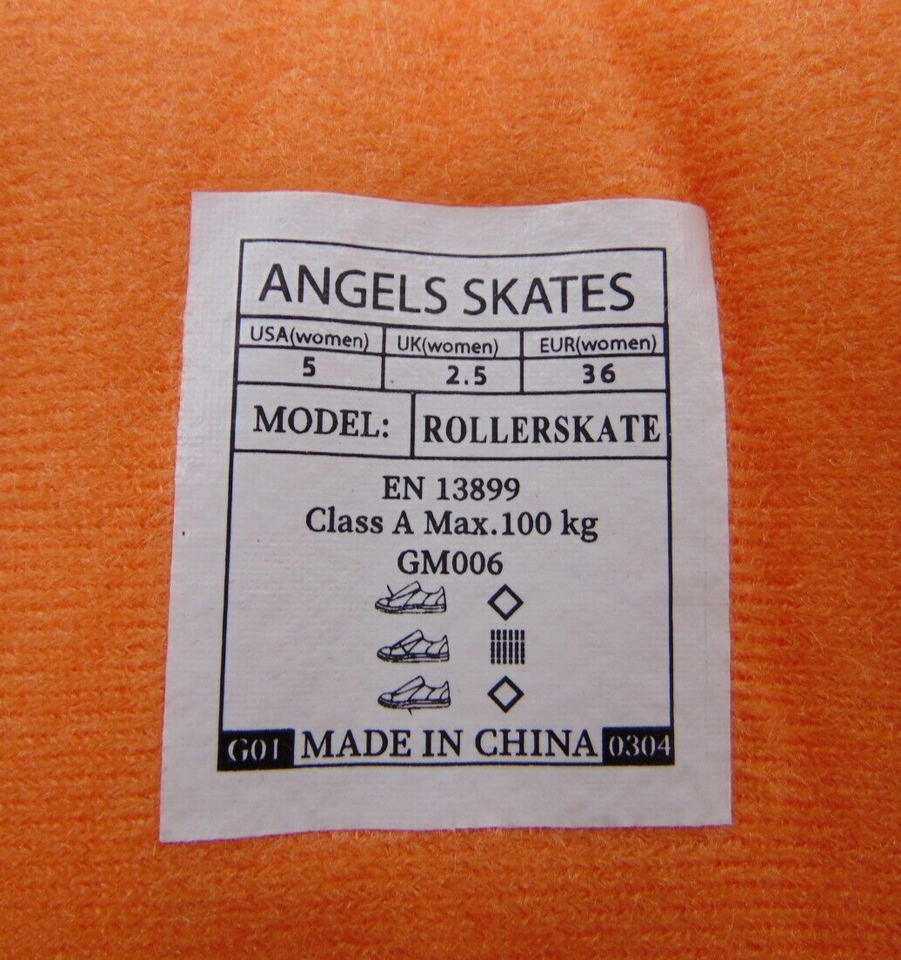 ANGELS SKATES
USA(women) UK(women) EUR(women)
5 2.5 36
MODEL: ROLLERSKATE
EN 13899
Class A Max.100 kg
GM006
G01 MADE IN CHINA 0304